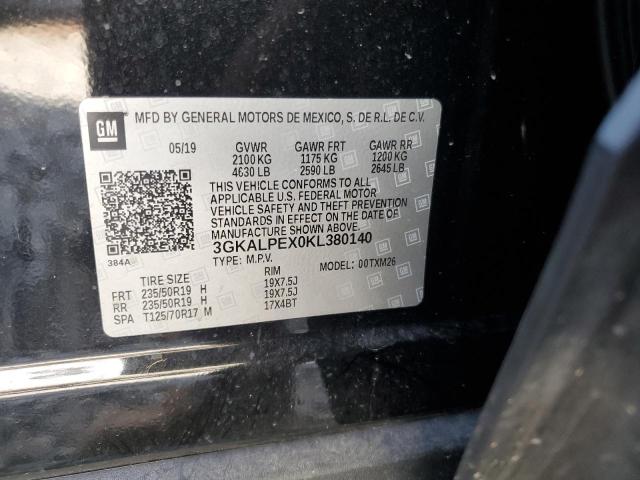 MFD BY GENERAL MOTORS DE MEXICO, S. DE R.L. DE C.V.
GM
05/19 GVWR GAWR FRT GAWR RR
2100 KG 1175 KG 1200 KG
4630 LB 2590 LB 2645 LB
THIS VEHICLE CONFORMS TO ALL
APPLICABLE U.S. FEDERAL MOTOR
VEHICLE SAFETY AND THEFT PREVENTION
STANDARDS IN EFFECT ON THE DATE OF
MANUFACTURE SHOWN ABOVE.
3GKALPEX0KL380140
384A TYPE: M.P.V. MODEL: 00TXM26
TIRE SIZE RIM
FRT 235/50R19 H 19X7.5J
RR 235/50R19 H 19X7.5J
SPA T125/70R17 M 17X4BT